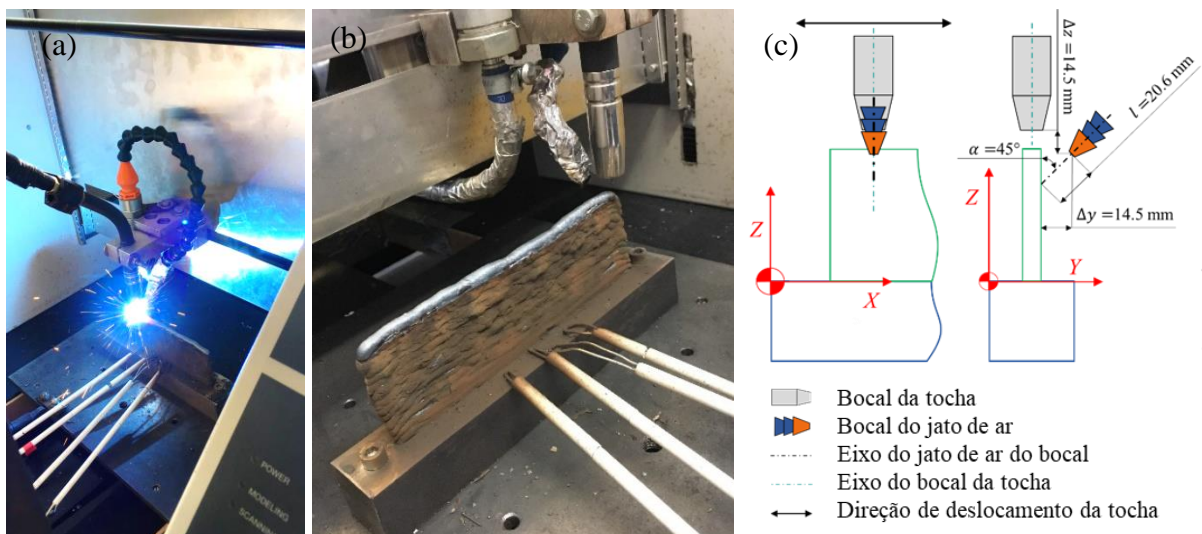 (a)
POWER
MODELING
SCANNING
(b)
(c)
Δz =14.5 mm
l =20.6 mm
α =45°
Δy =14.5 mm
Z
X
Z
Y
Bocal da tocha
Bocal do jato de ar
Eixo do jato de ar do bocal
Eixo do bocal da tocha
Direção de deslocamento da tocha